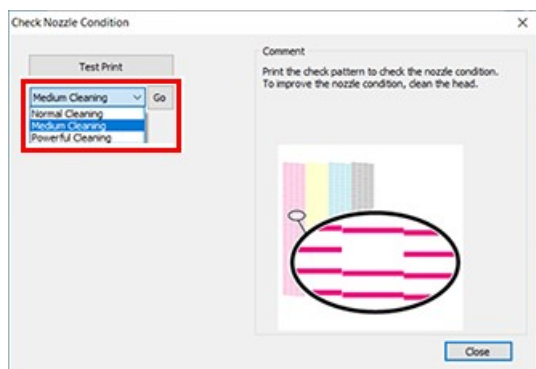 Check Nozzle Condition
Test Print
Medium Cleaning
Go
Normal Cleaning
Medium Cleaning
Powerful Cleaning
Comment
Print the check pattern to check the nozzle condition.
To improve the nozzle condition, clean the head.
Close